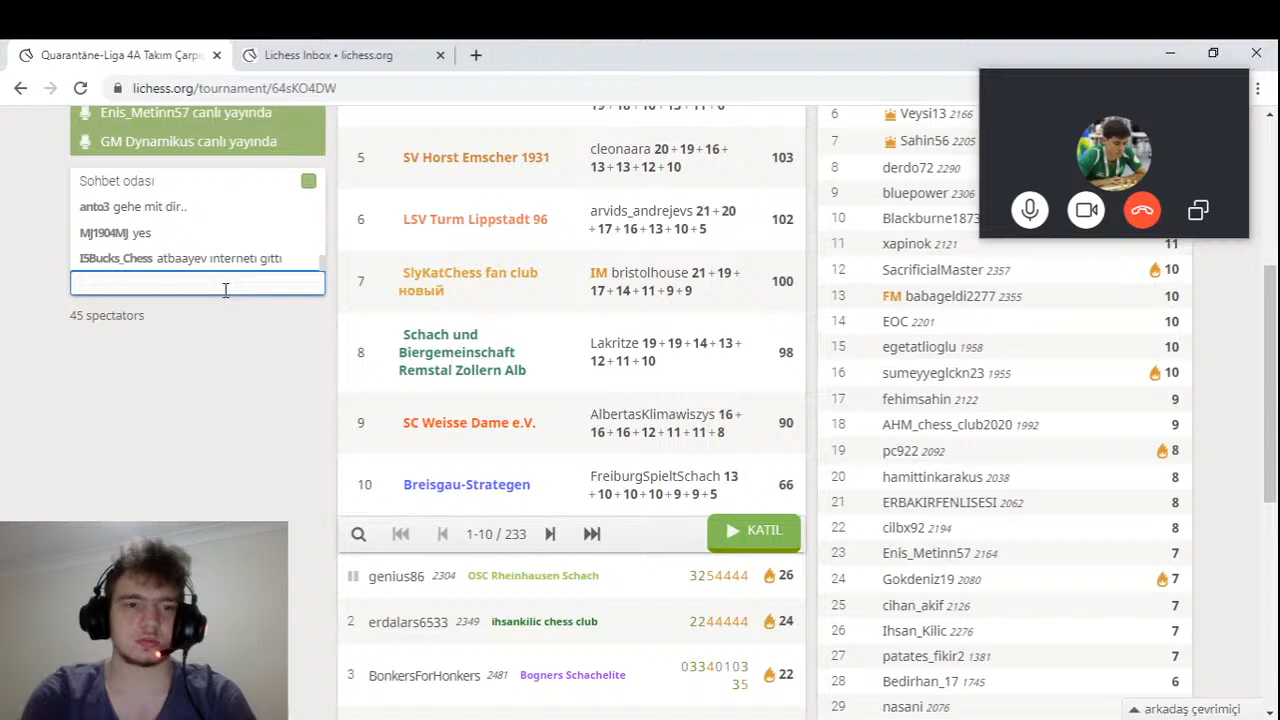 Quarantäne-Liga 4A Takım Çarpış
Lichess Inbox • lichess.org
lichess.org/tournament/64sKO4DW
Enis_Metinn57 canlı yayında
GM Dynamikus canlı yayında
Sohbet odası
anto3 gehe mit dir..
MJ1904MJ yes
I5Bucks_Chess atbaayev ınternetı gıttı
45 spectators
5 SV Horst Emscher 1931 cleonaara 20 + 19 + 16 + 103
13 + 13 + 12 + 10
6 LSV Turm Lippstadt 96 arvids_andrejevs 21 + 20 102
+ 17 + 16 + 13 + 10 + 5
7 SlyKatChess fan club IM bristolhouse 21 + 19 + 100
новый 17 + 14 + 11 + 9 + 9
Schach und
8 Biergemeinschaft Lakritze 19 + 19 + 14 + 13 + 98
Remstal Zollern Alb 12 + 11 + 10
9 SC Weisse Dame e.V. AlbertasKlimawiszys 16 + 90
16 + 16 + 12 + 11 + 11 + 8
10 Breisgau-Strategen FreiburgSpieltSchach 13 66
+ 10 + 10 + 10 + 9 + 9 + 5
1-10 / 233 KATIL
genius86 2304 OSC Rheinhausen Schach 3254444 26
2 erdalars6533 2349 ihsankilic chess club 2244444 24
3 BonkersForHonkers 2481 Bogners Schachelite 03340103 22
35
6 Veysi13 2166
7 Sahin56 2205
8 derdo72 2290
9 bluepower 2306
10 Blackburne1873
11 xapinok 2121 11
12 SacrificialMaster 2357 10
13 FM babageldi2277 2355 10
14 EOC 2201 10
15 egetatlioglu 1958 10
16 sumeyyeglckn23 1955 10
17 fehimsahin 2122 9
18 AHM_chess_club2020 1992 9
19 pc922 2092 8
20 hamittinkarakus 2038 8
21 ERBAKIRFENLISESI 2062 8
22 cilbx92 2194 8
23 Enis_Metinn57 2164 7
24 Gokdeniz19 2080 7
25 cihan_akif 2126 7
26 Ihsan_Kilic 2276 7
27 patates_fikir2 1381 7
28 Bedirhan_17 1745 6
29 nasani 2076
arkadaş çevrimiçi